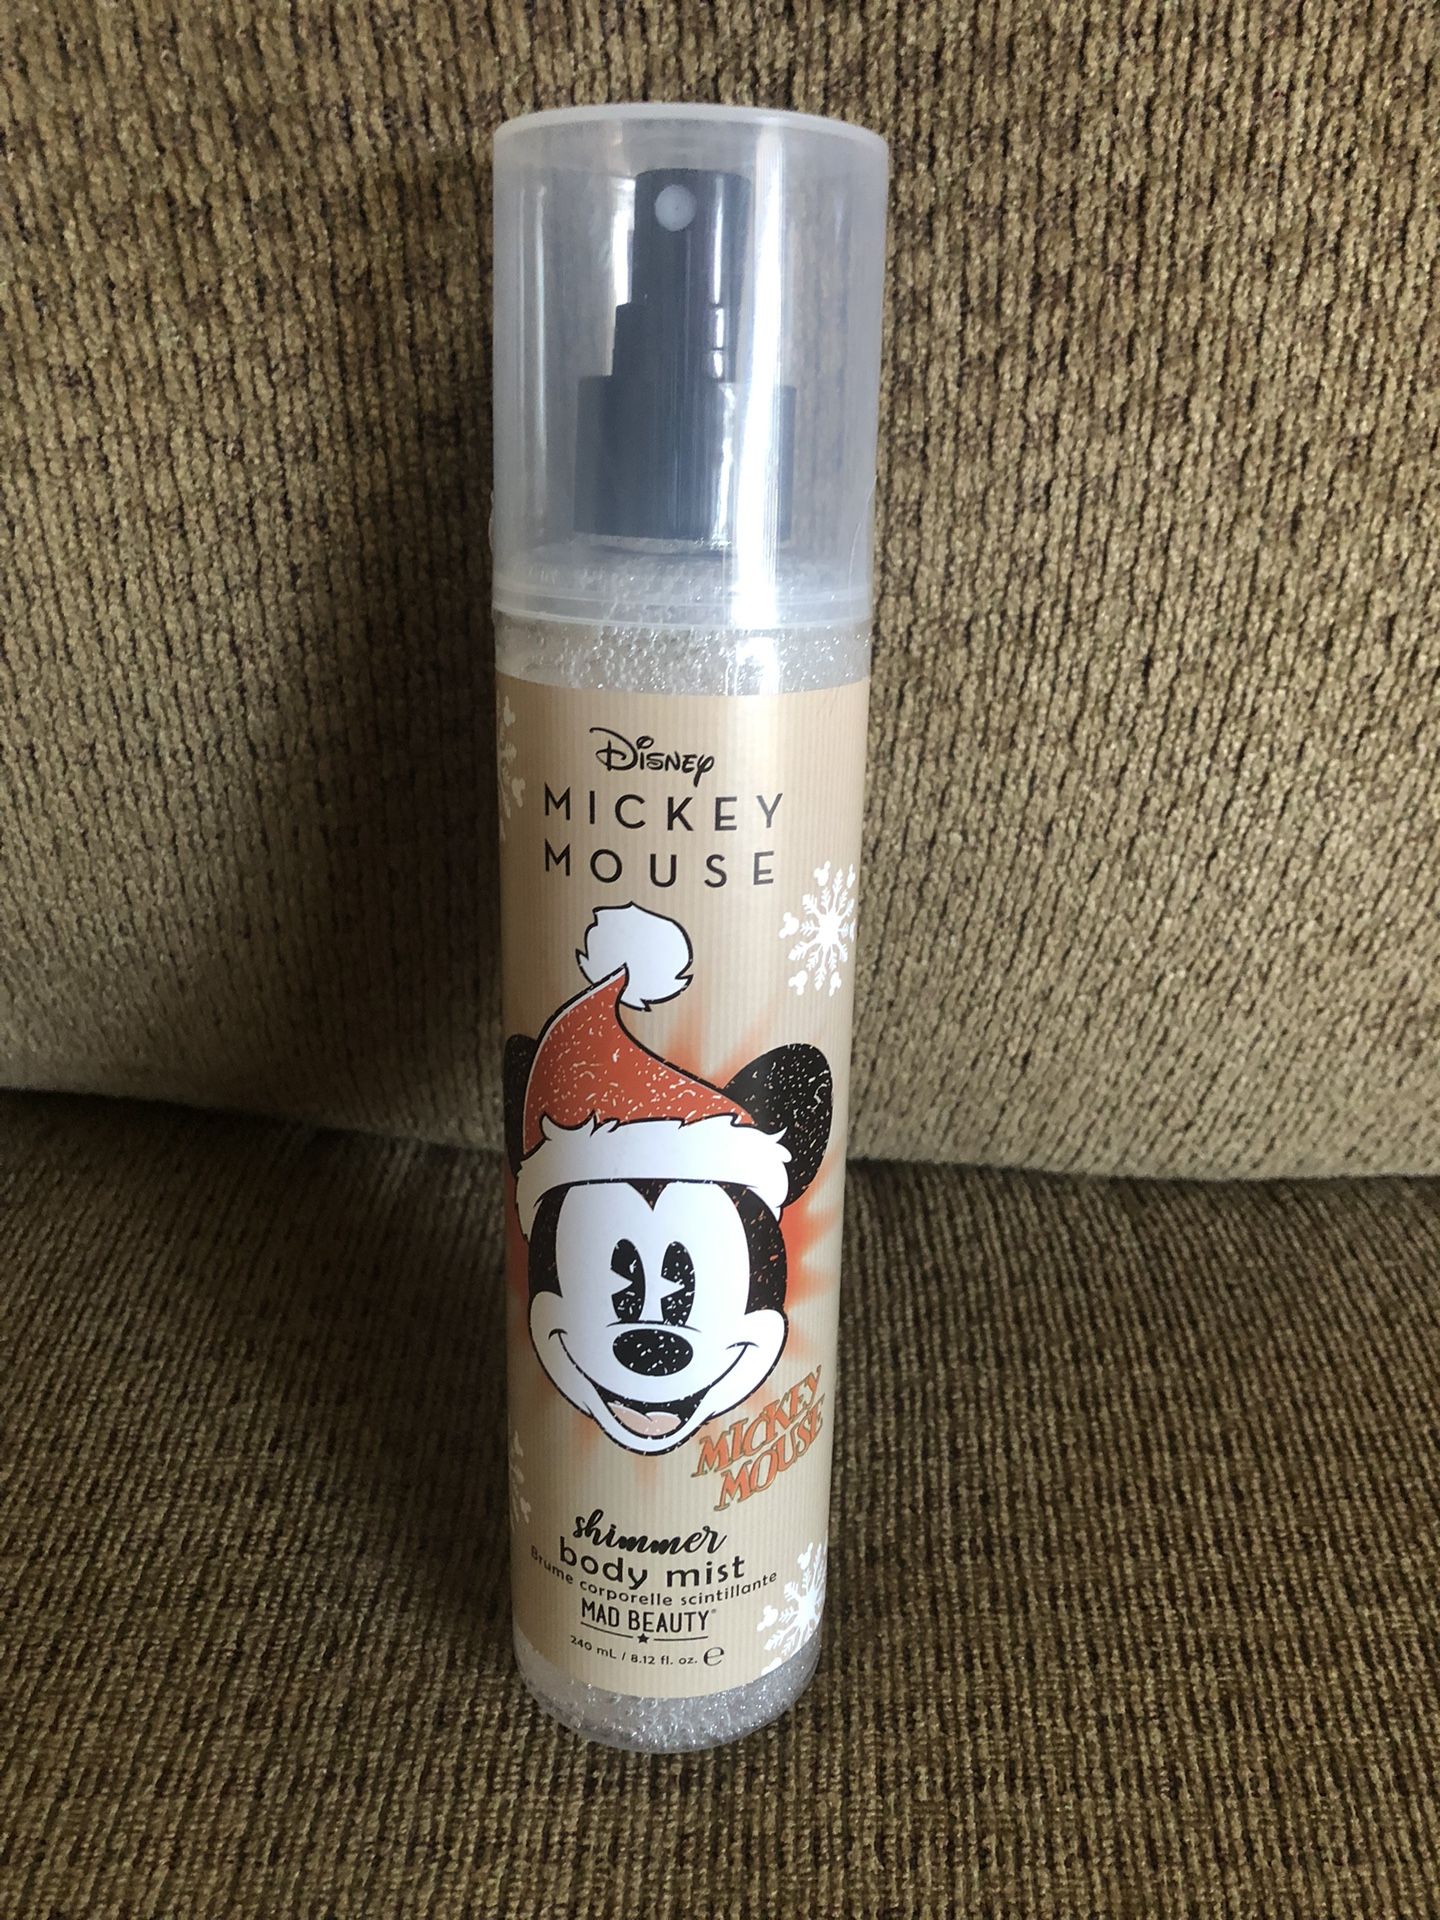 Disney
MICKEY
MOUSE
MICKEY
MOUSE
shimmer
body mist
Brume corporelle scintillante
MAD BEAUTY®
240 mL / 8.12 fl. oz. ℮